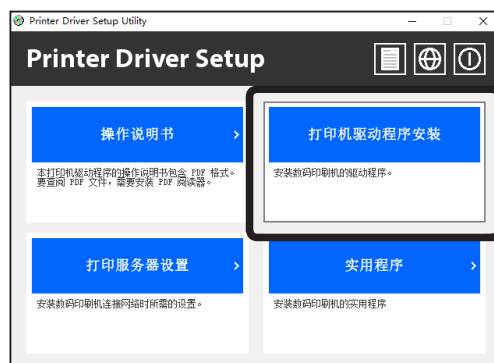 Printer Driver Setup Utility
Printer Driver Setup
操作说明书
打印机驱动程序安装
本打印机驱动程序的操作说明书包含 PDF 格式。
要查阅 PDF 文件，需要安装 PDF 阅读器。
安装数码印刷机的驱动程序。
打印服务器设置
实用程序
安装数码印刷机连接网络时所需的设置。
安装数码印刷机的实用程序